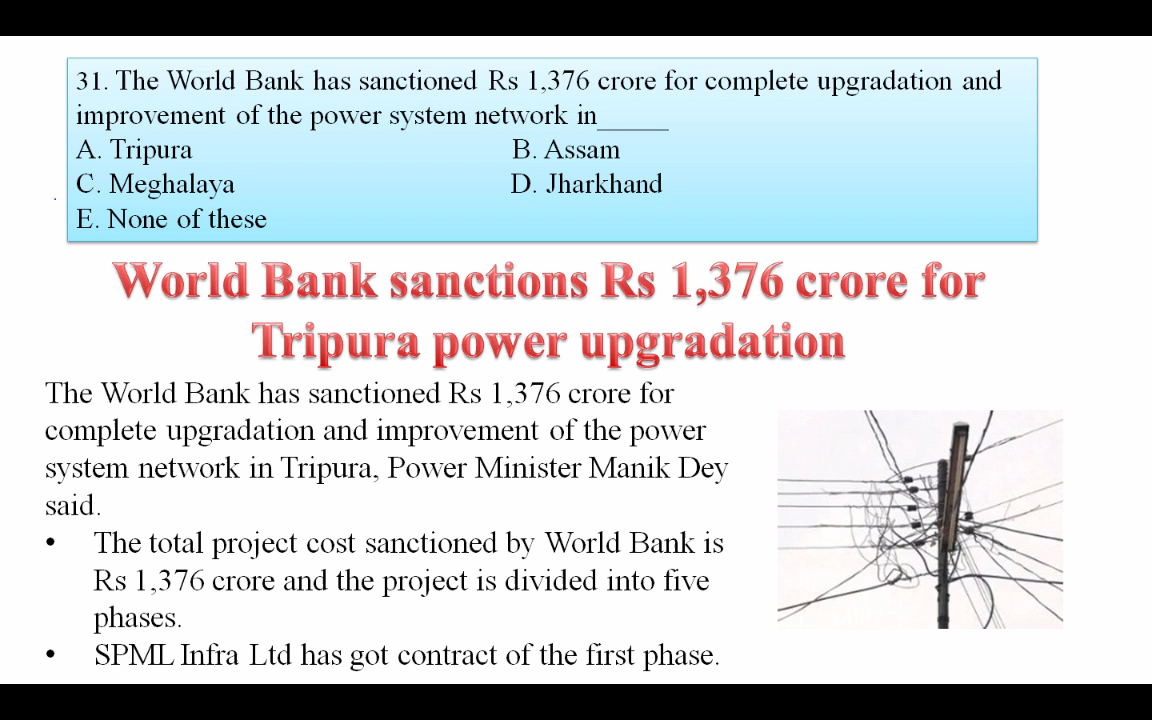 31. The World Bank has sanctioned Rs 1,376 crore for complete upgradation and
improvement of the power system network in_____
A. Tripura B. Assam
C. Meghalaya D. Jharkhand
E. None of these
World Bank sanctions Rs 1,376 crore for
Tripura power upgradation
The World Bank has sanctioned Rs 1,376 crore for
complete upgradation and improvement of the power
system network in Tripura, Power Minister Manik Dey
said.
• The total project cost sanctioned by World Bank is
Rs 1,376 crore and the project is divided into five
phases.
• SPML Infra Ltd has got contract of the first phase.